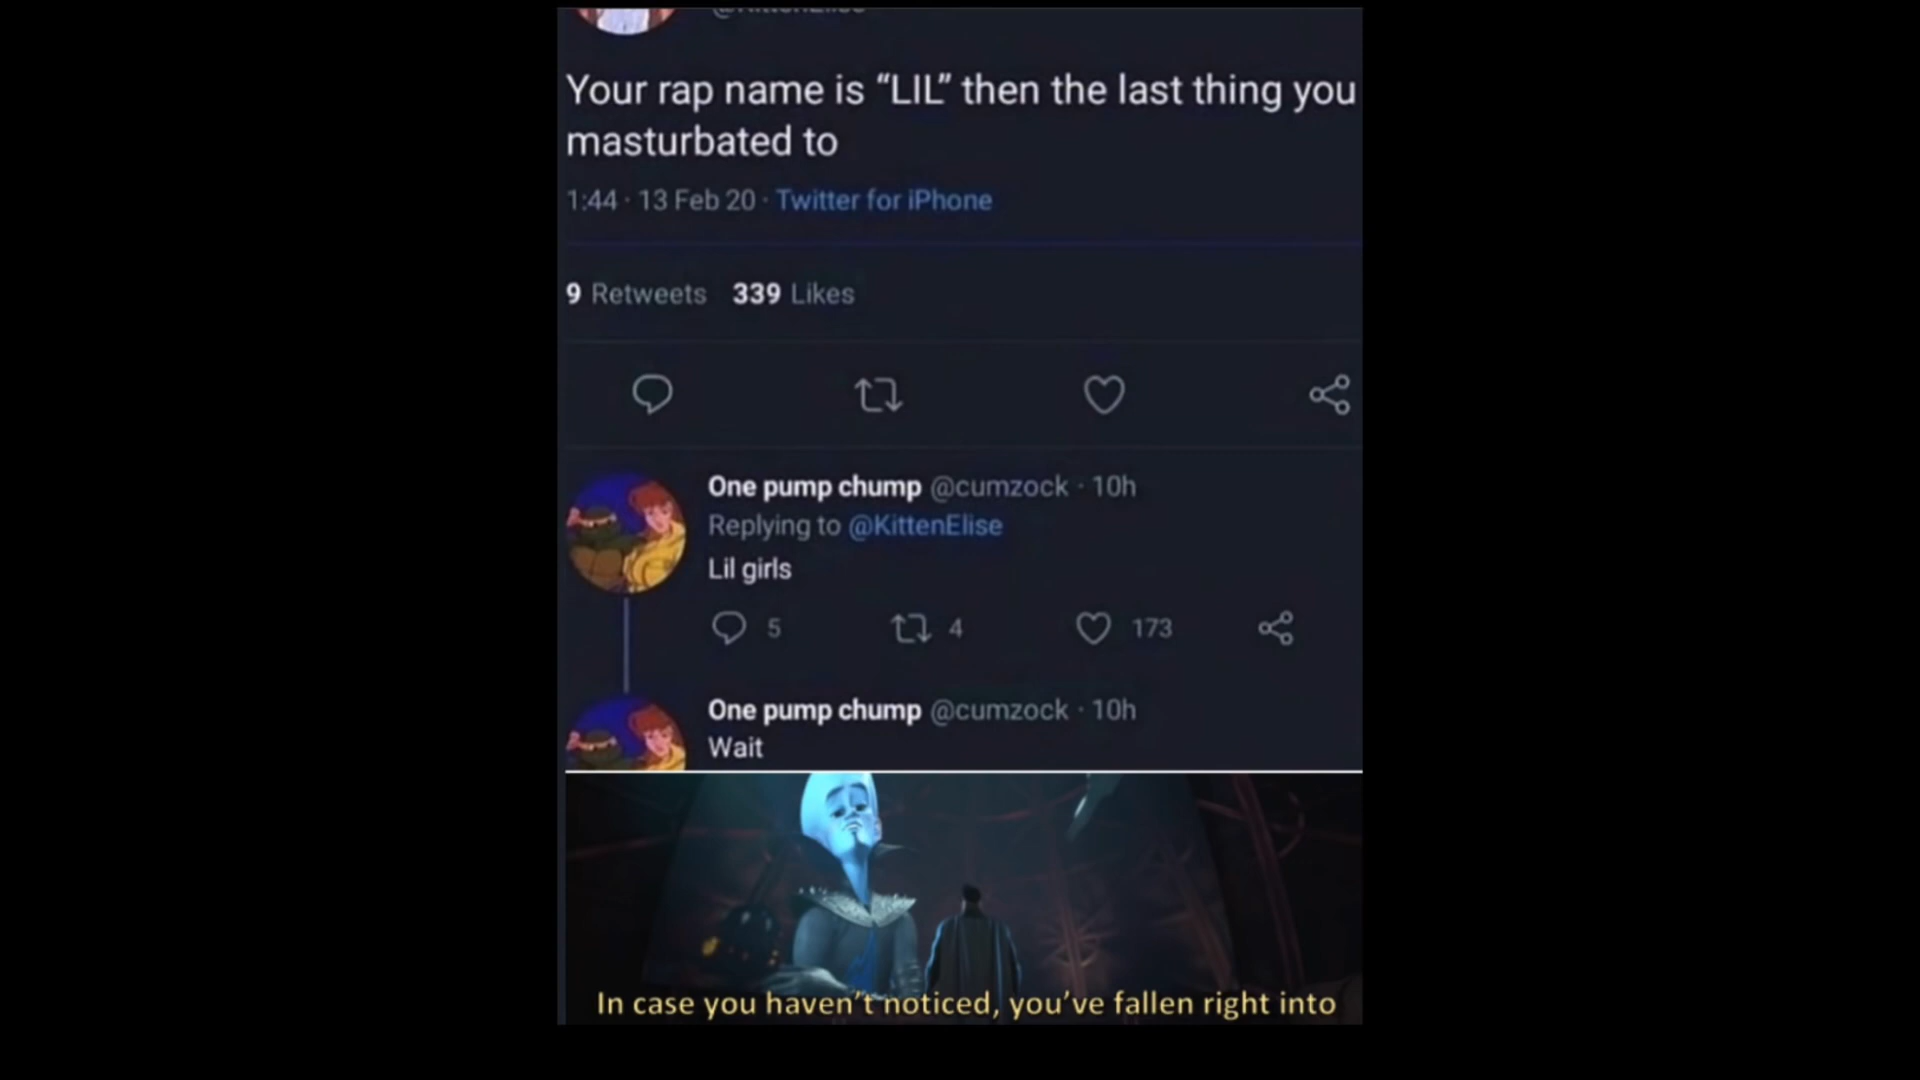 Your rap name is “LIL” then the last thing you
masturbated to
1:44 · 13 Feb 20 · Twitter for iPhone
9 Retweets 339 Likes
One pump chump @cumzock · 10h
Replying to @KittenElise
Lil girls
5 4 173
One pump chump @cumzock · 10h
Wait
In case you haven't noticed, you've fallen right into